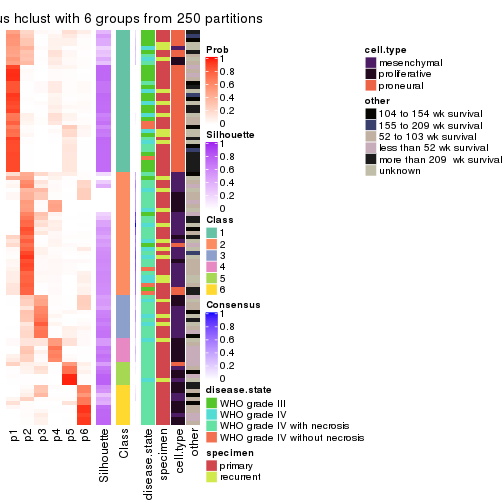 us hclust with 6 groups from 250 partitions
Prob
1
0.8
0.6
0.4
0.2
0
Silhouette
1
0.8
0.6
0.4
0.2
0
Class
1
2
3
4
5
6
Consensus
1
0.8
0.6
0.4
0.2
0
disease.state
WHO grade III
WHO grade IV
WHO grade IV with necrosis
WHO grade IV without necrosis
specimen
primary
recurrent
cell.type
mesenchymal
proliferative
proneural
other
104 to 154 wk survival
155 to 209 wk survival
52 to 103 wk survival
less than 52 wk survival
more than 209 wk survival
unknown
p1
p2
p3
p4
p5
p6
Silhouette
Class
disease.state
specimen
cell.type
other